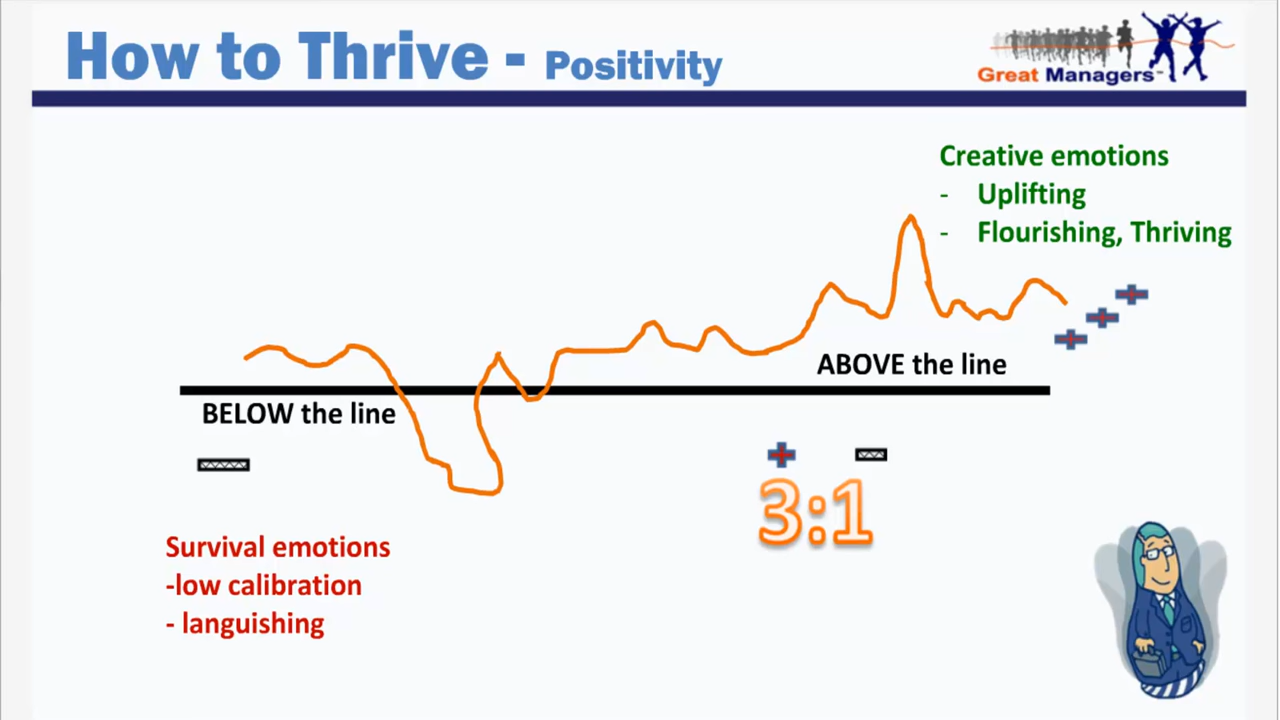 How to Thrive - Positivity
Great Managers™
Creative emotions
- Uplifting
- Flourishing, Thriving
ABOVE the line
BELOW the line
3:1
Survival emotions
-low calibration
- languishing